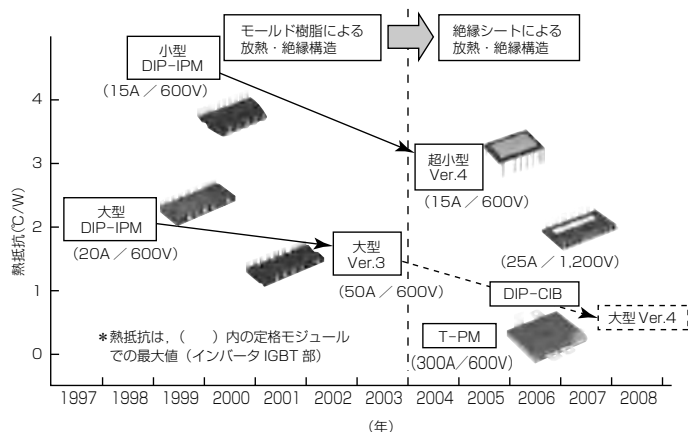 モールド樹脂による
放熱・絶縁構造
絶縁シートによる
放熱・絶縁構造
小型
DIP-IPM
(15A／600V)
超小型
Ver.4
(15A／600V)
大型
DIP-IPM
(20A／600V)
大型
Ver.3
(50A／600V)
(25A／1,200V)
DIP-CIB
大型 Ver.4
T-PM
(300A／600V)
＊熱抵抗は，（　）内の定格モジュール
での最大値（インバータ IGBT 部）
熱抵抗(℃/W)
4
3
2
1
0
1997 1998 1999 2000 2001 2002 2003 2004 2005 2006 2007 2008
(年)